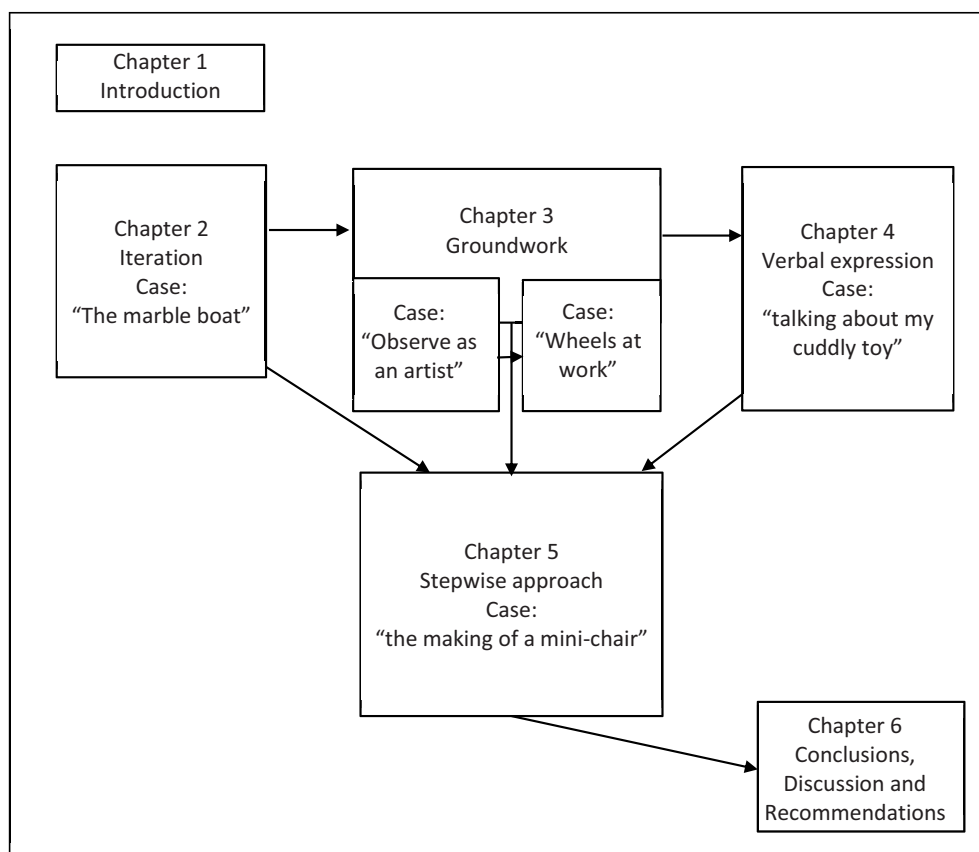 Chapter 1
Introduction
Chapter 2
Iteration
Case:
“The marble boat”
Chapter 3
Groundwork
Case:
“Observe as
an artist”
Case:
“Wheels at
work”
Chapter 4
Verbal expression
Case:
“talking about my
cuddly toy”
Chapter 5
Stepwise approach
Case:
“the making of a mini-chair”
Chapter 6
Conclusions,
Discussion and
Recommendations